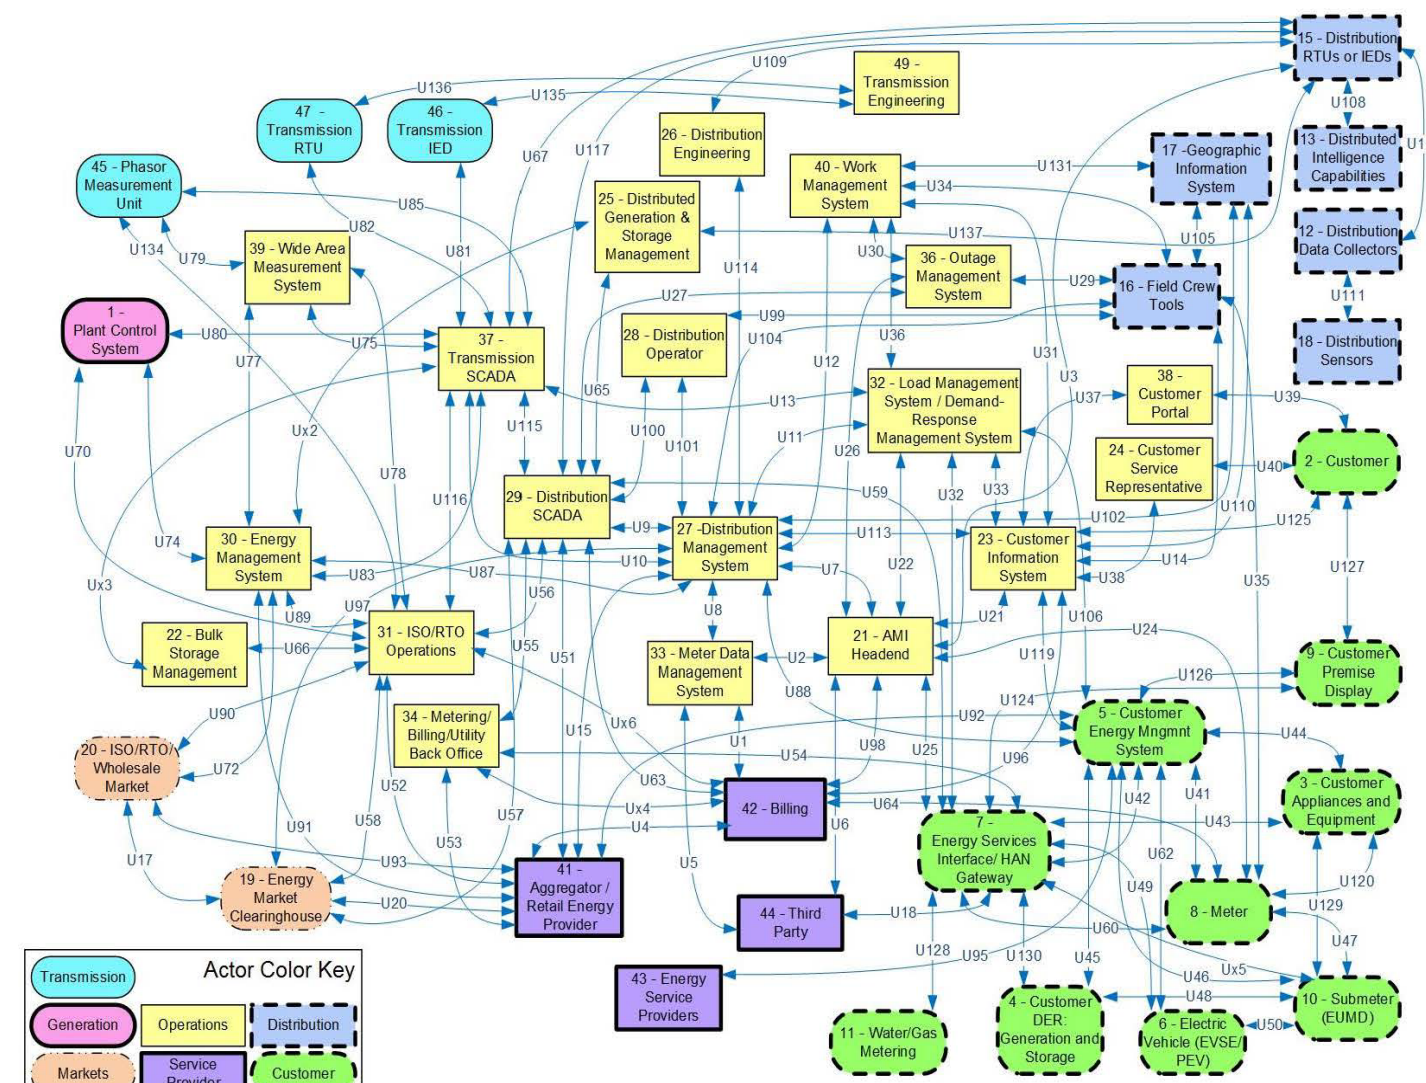 15 - Distribution
RTUs or IEDs
U109
49 -
Transmission
Engineering
U136
U135
U108
47 -
Transmission
RTU
46 -
Transmission
IED
26 - Distribution
Engineering
U67
U117
U1
13 - Distributed
Intelligence
Capabilities
17 -Geographic
Information
System
40 - Work
Management
System
U131
U34
45 - Phasor
Measurement
Unit
U85
25 - Distributed
Generation &
Storage
Management
12 - Distribution
Data Collectors
U82
U134
U79
U81
39 - Wide Area
Measurement
System
U137
U30
U105
U114
36 - Outage
Management
System
U29
16 - Field Crew
Tools
U111
U27
1 -
Plant Control
System
U80
U75
U77
37 -
Transmission
SCADA
28 - Distribution
Operator
U99
U104
U36
U12
U31
U3
18 - Distribution
Sensors
U65
U13
32 - Load Management
System / Demand-
Response
Management System
U37
38 -
Customer
Portal
U39
Ux2
U115
U100
U101
U11
U26
U70
U78
24 - Customer
Service
Representative
U40
2 - Customer
U116
29 - Distribution
SCADA
U59
U32
U33
U110
U102
U125
U9
27 -Distribution
Management
System
U113
23 - Customer
Information
System
U74
30 - Energy
Management
System
U10
U14
U83
U87
U7
U22
U38
U127
U35
Ux3
U56
U97
U89
U8
U21
U106
22 - Bulk
Storage
Management
U66
31 - ISO/RTO
Operations
U55
U51
21 - AMI
Headend
U24
33 - Meter Data
Management
System
U2
U119
U88
9 - Customer
Premise
Display
U126
U124
U90
34 - Metering/
Billing/Utility
Back Office
Ux6
U15
U1
U92
5 - Customer
Energy Mngmnt
System
U44
20 - ISO/RTO/
Wholesale
Market
U72
U98
U25
U96
U54
U52
U63
U41
U42
3 - Customer
Appliances and
Equipment
42 - Billing
U64
Ux4
U4
U57
U6
U43
U91
U58
U53
U5
7 -
Energy Services
Interface/ HAN
Gateway
U62
U17
U93
41 -
Aggregator /
Retail Energy
Provider
U49
U120
19 - Energy
Market
Clearinghouse
U20
U129
8 - Meter
44 - Third
Party
U18
U60
U47
U128
U130
U95
U45
U46
Ux5
43 - Energy
Service
Providers
U48
4 - Customer
DER:
Generation and
Storage
10 - Submeter
(EUMD)
11 - Water/Gas
Metering
6 - Electric
Vehicle (EVSE/
PEV)
U50
Actor Color Key
Transmission
Generation
Operations
Distribution
Markets
Service
Provider
Customer